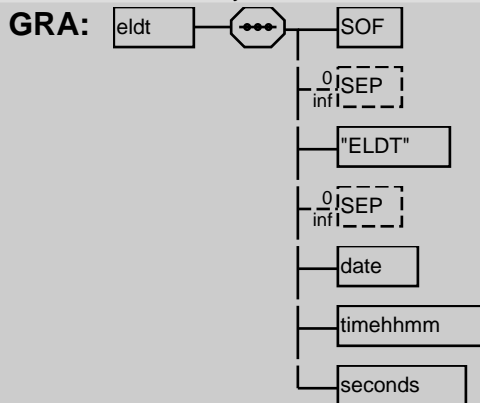 GRA: eldt SOF
0 inf SEP
"ELDT"
0 inf SEP
date
timehhmm
seconds